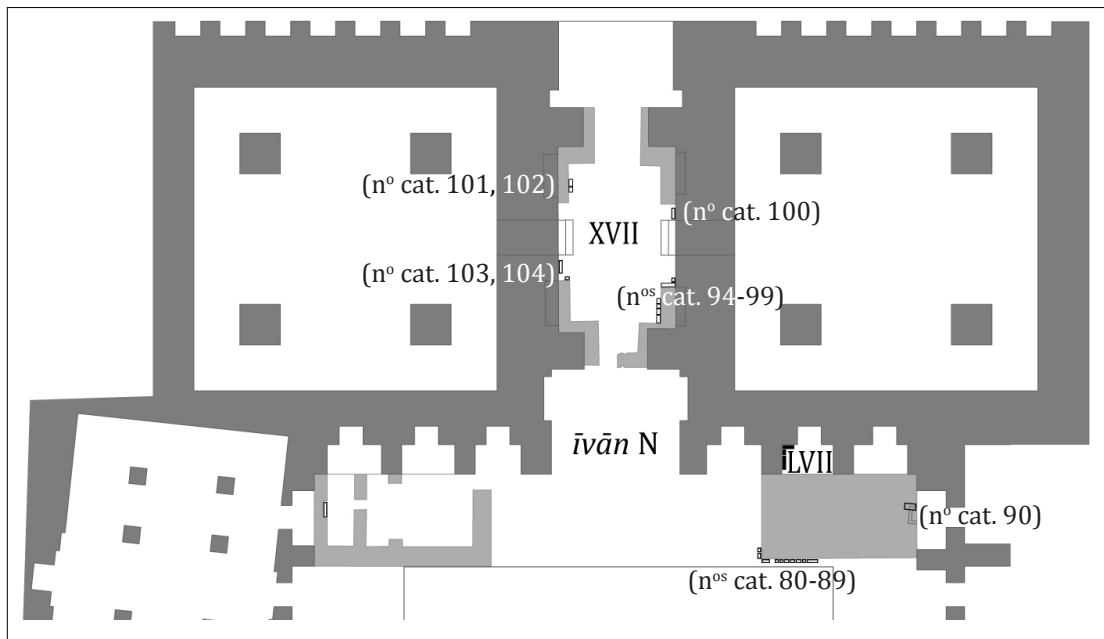 (nº cat. 101, 102)
(nº cat. 100)
XVII
(nº cat. 103, 104)
(nºˢ cat. 94-99)
īvān N
LVII
(nº cat. 90)
(nºˢ cat. 80-89)